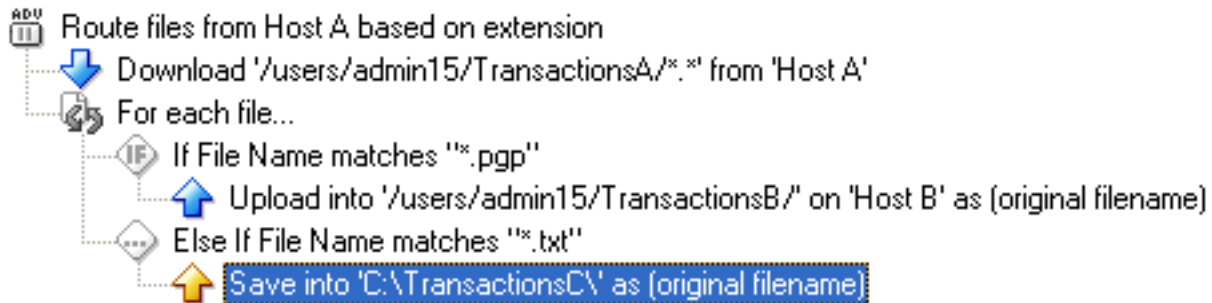 ADV
Route files from Host A based on extension
Download '/users/admin15/TransactionsA/*.*' from 'Host A'
For each file...
IF
If File Name matches "*.pgp"
Upload into '/users/admin15/TransactionsB/' on 'Host B' as (original filename)
...
Else If File Name matches "*.txt"
Save into 'C:\TransactionsC\' as (original filename)